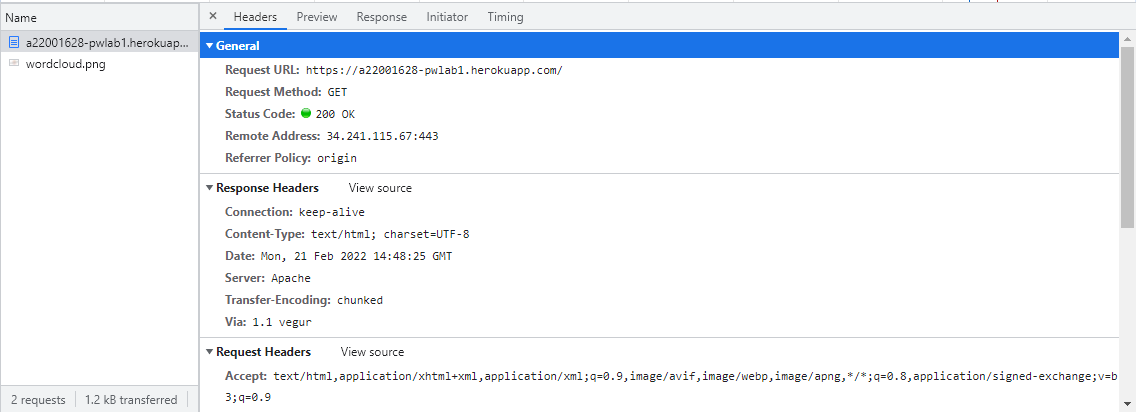 Name
a22001628-pwlab1.herokuapp...
wordcloud.png
2 requests
1.2 kB transferred
× Headers Preview Response Initiator Timing
General
Request URL: https://a22001628-pwlab1.herokuapp.com/
Request Method: GET
Status Code: 200 OK
Remote Address: 34.241.115.67:443
Referrer Policy: origin
Response Headers View source
Connection: keep-alive
Content-Type: text/html; charset=UTF-8
Date: Mon, 21 Feb 2022 14:48:25 GMT
Server: Apache
Transfer-Encoding: chunked
Via: 1.1 vegur
Request Headers View source
Accept: text/html,application/xhtml+xml,application/xml;q=0.9,image/avif,image/webp,image/apng,*/*;q=0.8,application/signed-exchange;v=b
3;q=0.9